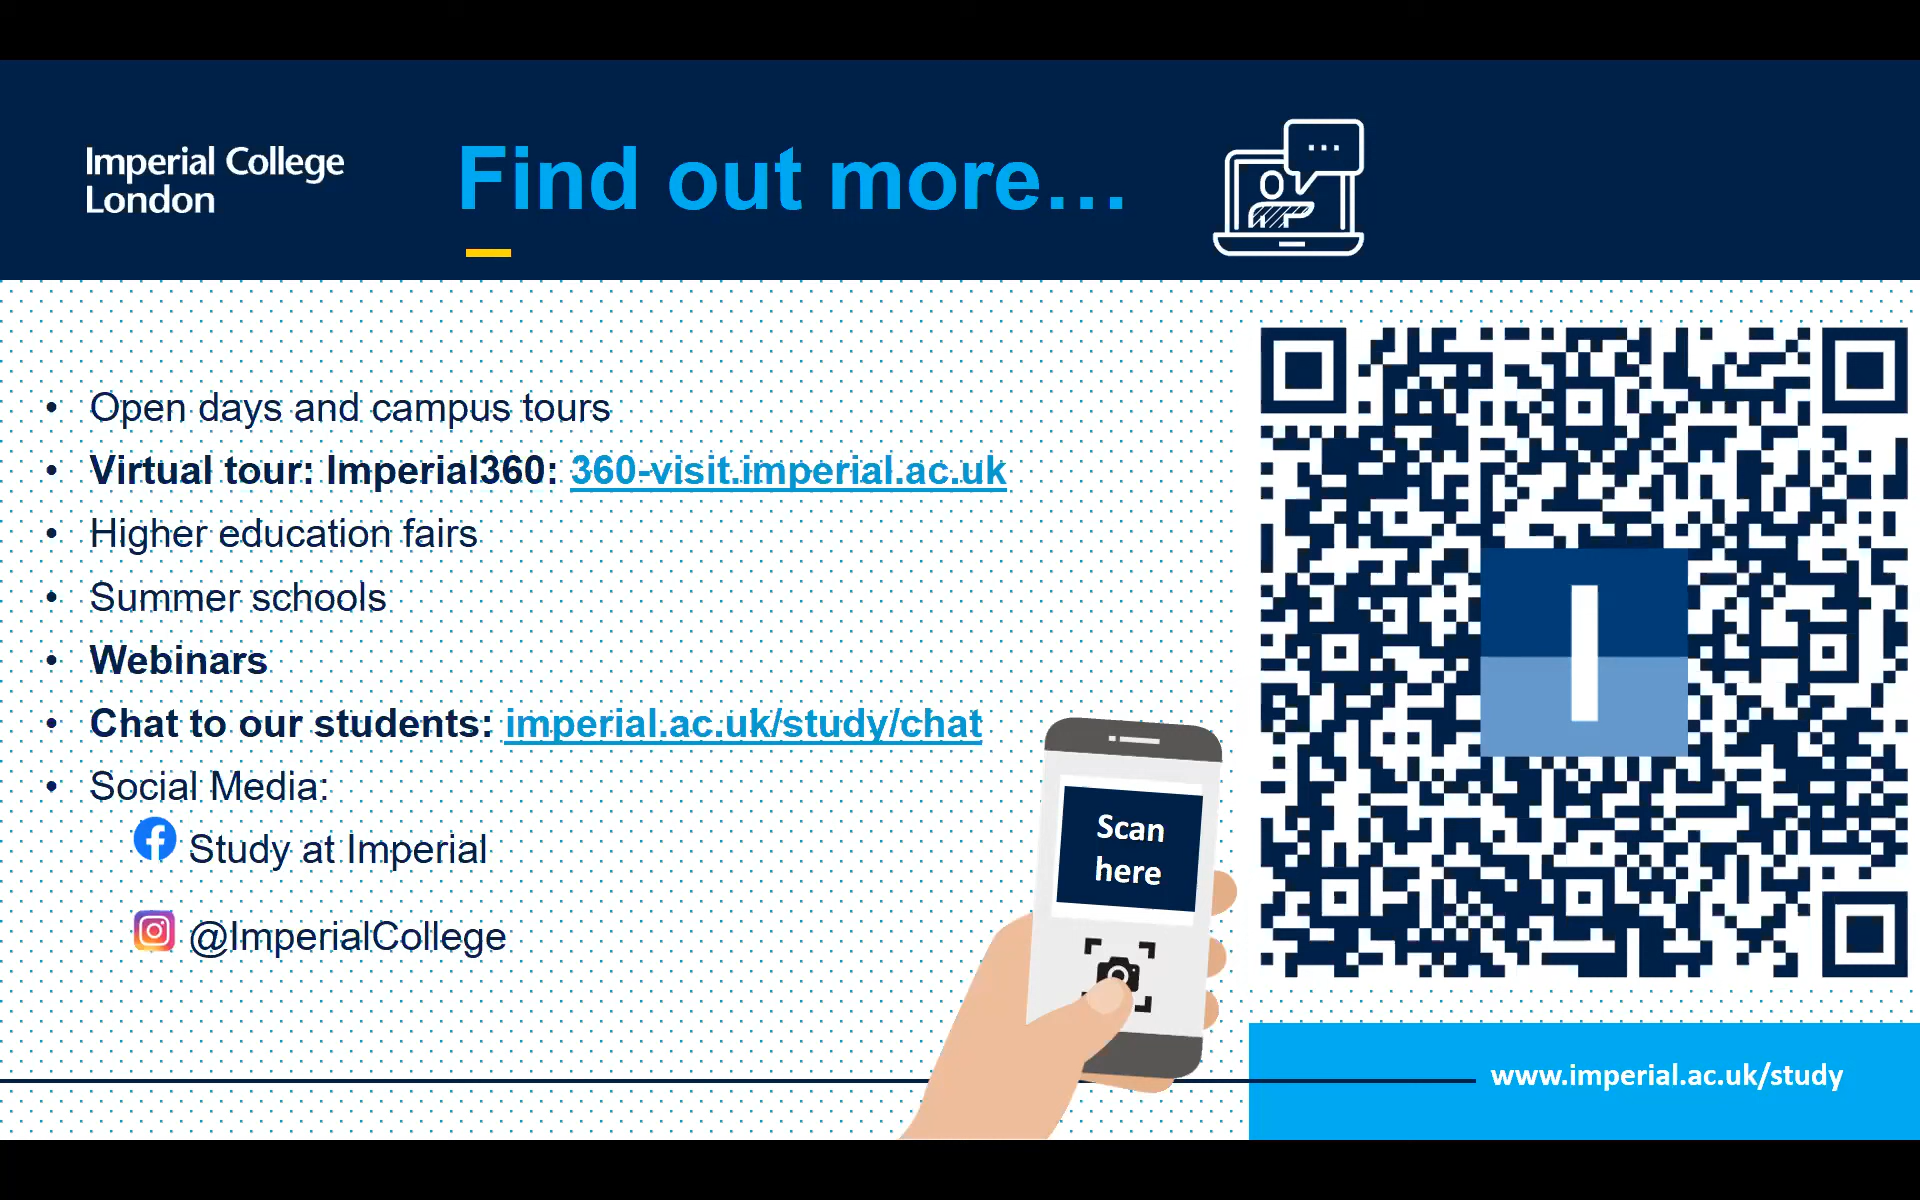 Imperial College
London
Find out more...
• Open days and campus tours
• Virtual tour: Imperial360: 360-visit.imperial.ac.uk
• Higher education fairs
• Summer schools
• Webinars
• Chat to our students: imperial.ac.uk/study/chat
• Social Media:
Study at Imperial
@ImperialCollege
Scan
here
I
www.imperial.ac.uk/study